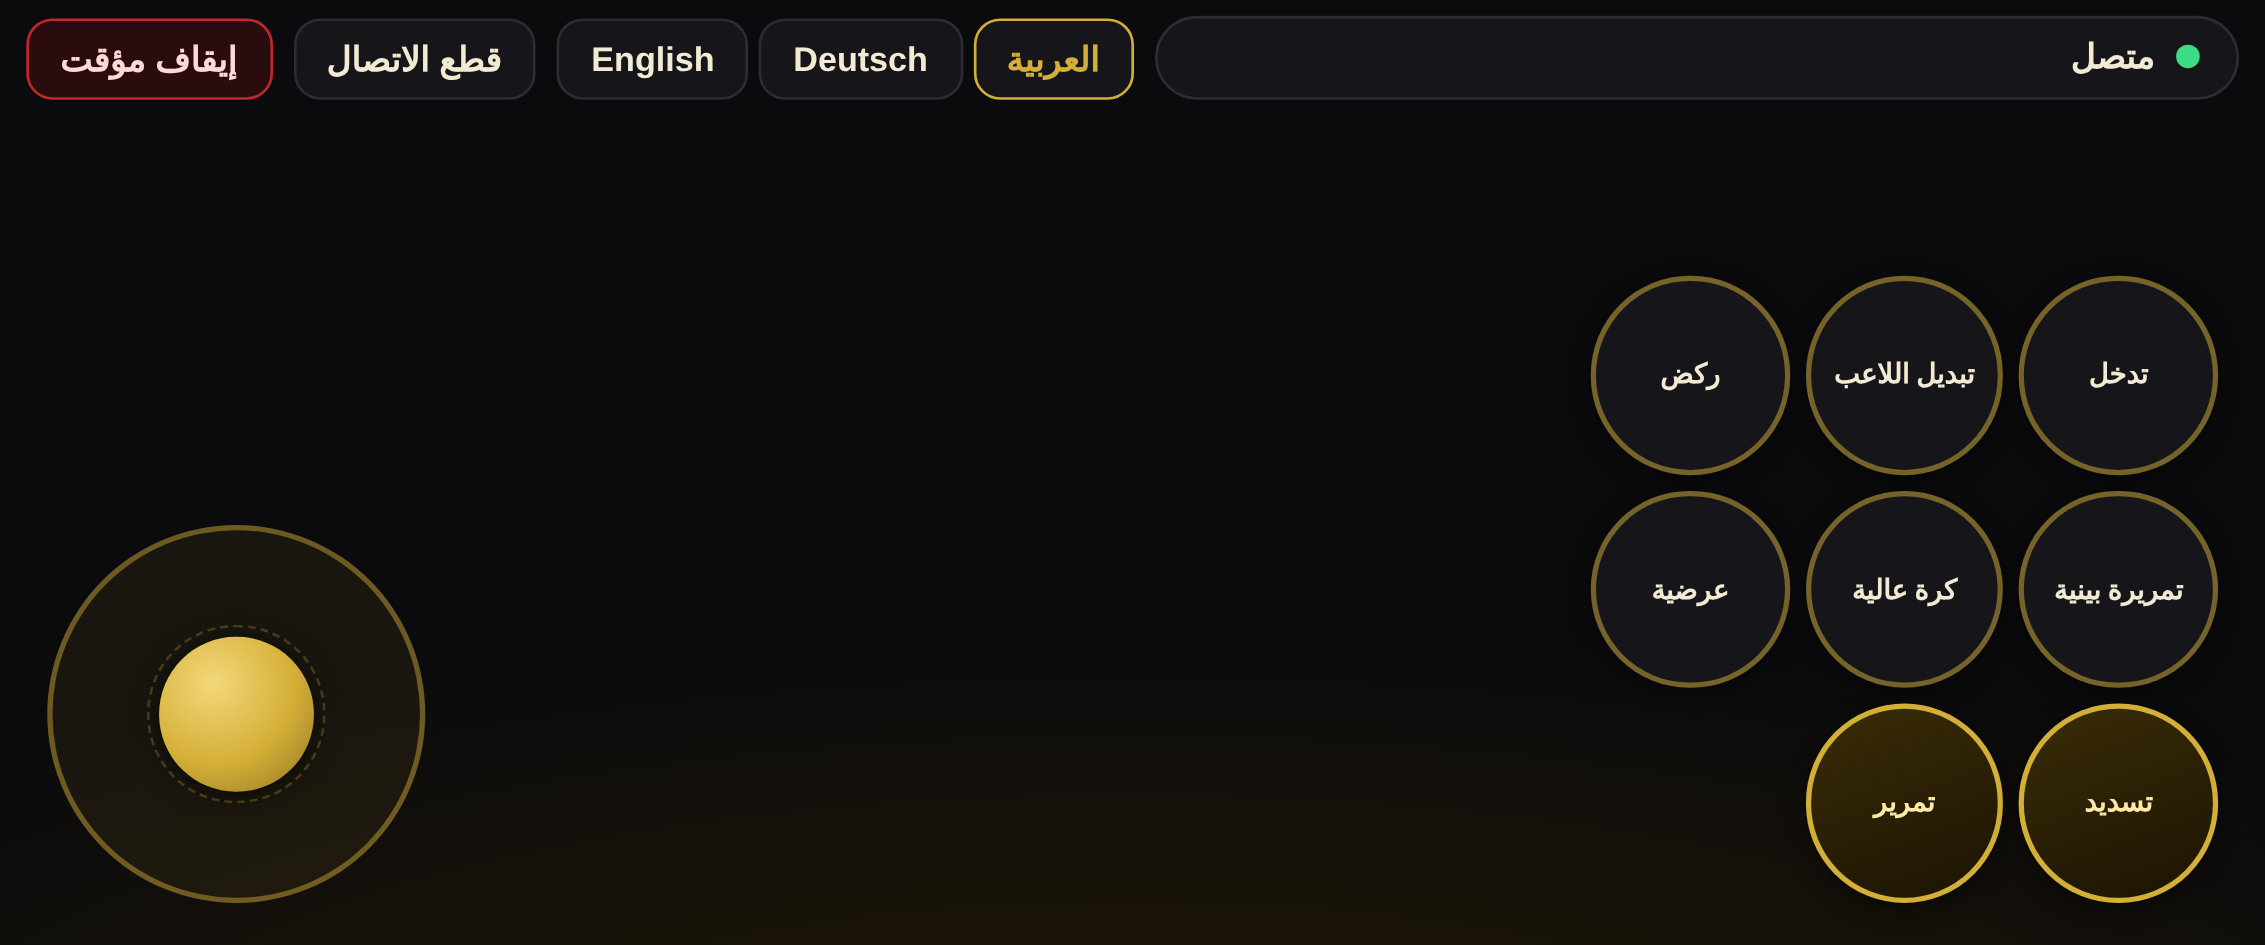 متصل
العربية
Deutsch
English
قطع الاتصال
إيقاف مؤقت
تدخل
تبديل اللاعب
ركض
تمريرة بينية
كرة عالية
عرضية
تسديد
تمرير